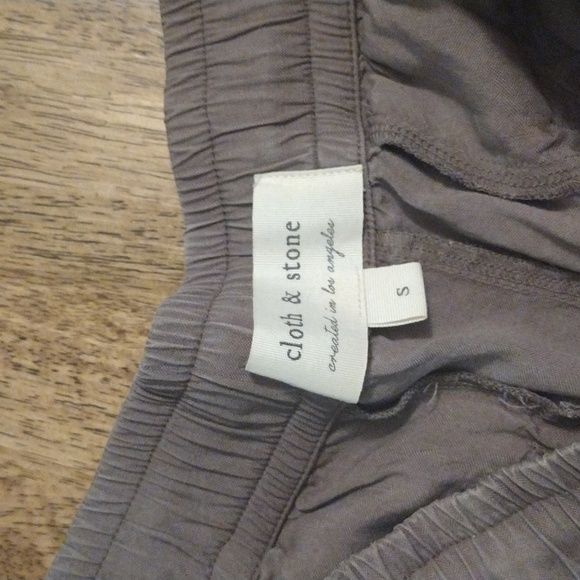 cloth & stone
created in los angeles
S